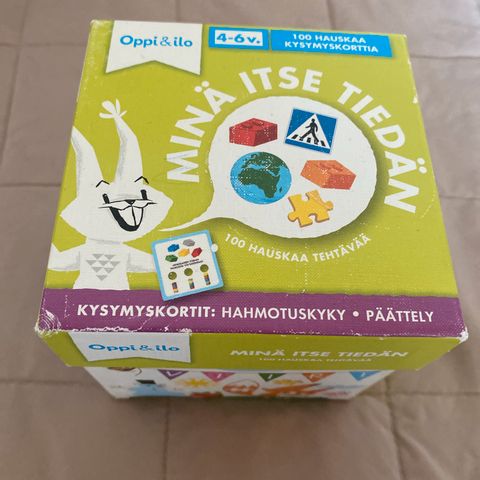 Oppi & ilo
4-6 v.
100 HAUSKAA
KYSYMYSKORTTIA
MINÄ ITSE TIEDÄN
100 HAUSKAA TEHTÄVÄÄ
KYSYMYSKORTIT: HAHMOTUSKYKY • PÄÄTTELY
Oppi & ilo
MINÄ ITSE TIEDÄN
100 HAUSKAA TEHTÄVÄÄ